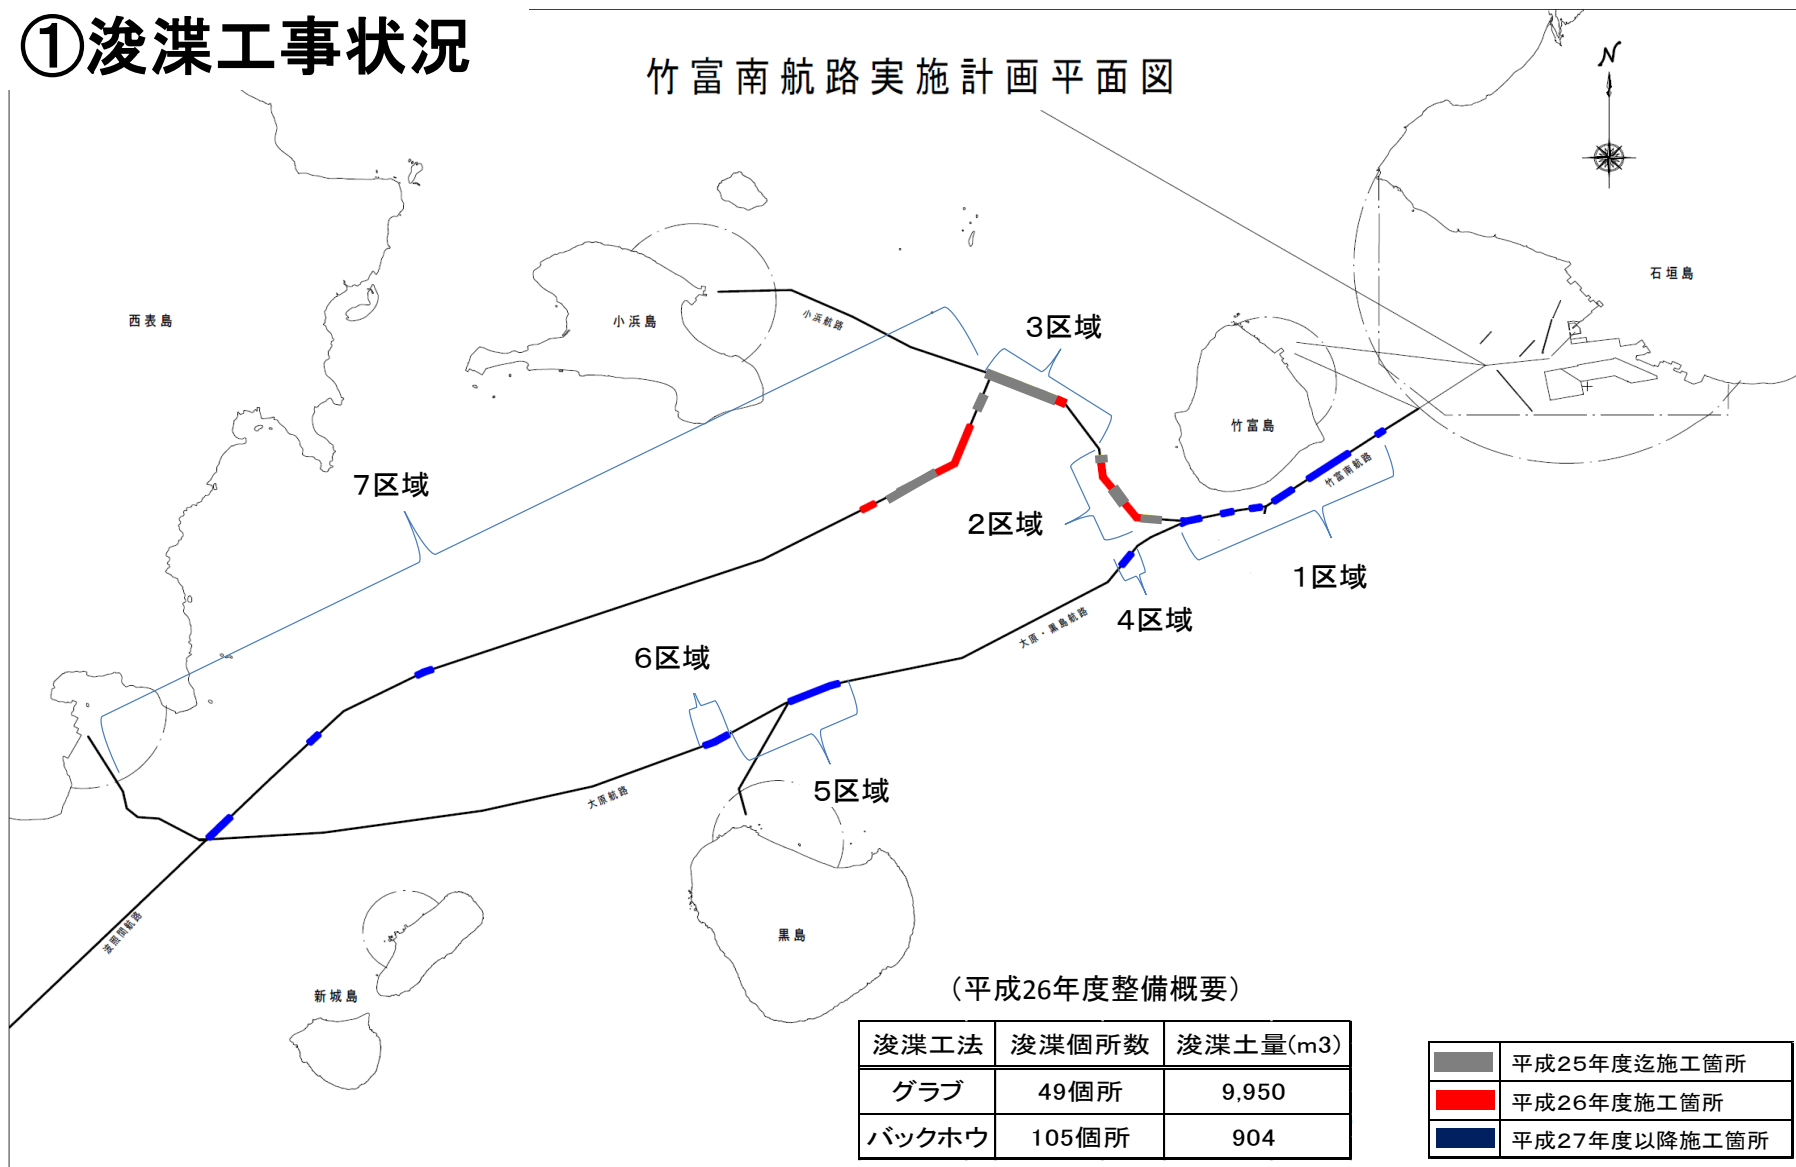 ①浚渫工事状況
竹富南航路実施計画平面図
N
石垣島
西表島
小浜島
小浜航路
3区域
竹富島
竹富南航路
7区域
2区域
1区域
4区域
大原・黒島航路
6区域
5区域
大原航路
黒島
波照間航路
新城島
（平成26年度整備概要）
浚渫工法 浚渫個所数 浚渫土量(m3)
グラブ 49個所 9,950
バックホウ 105個所 904
平成25年度迄施工箇所
平成26年度施工箇所
平成27年度以降施工箇所